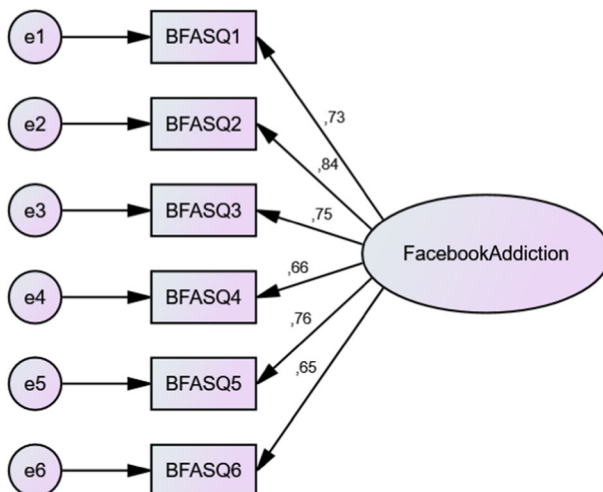 e1 BFASQ1
,73
e2 BFASQ2
,84
e3 BFASQ3
,75
FacebookAddiction
e4 BFASQ4
,66
,76
e5 BFASQ5
,65
e6 BFASQ6